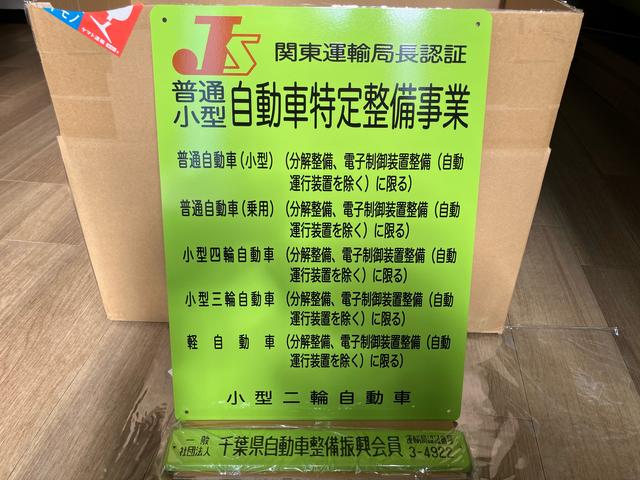 ワモノ
ヤマト運輸
JS 関東運輸局長認証
普通
小型 自動車特定整備事業
普通自動車(小型) (分解整備、電子制御装置整備(自動
運行装置を除く)に限る)
普通自動車(乗用) (分解整備、電子制御装置整備(自動
運行装置を除く)に限る)
小型四輪自動車 (分解整備、電子制御装置整備(自動
運行装置を除く)に限る)
小型三輪自動車 (分解整備、電子制御装置整備(自動
運行装置を除く)に限る)
軽自動車 (分解整備、電子制御装置整備(自動
運行装置を除く)に限る)
小型二輪自動車
一般
社団法人 千葉県自動車整備振興会員
3-4922